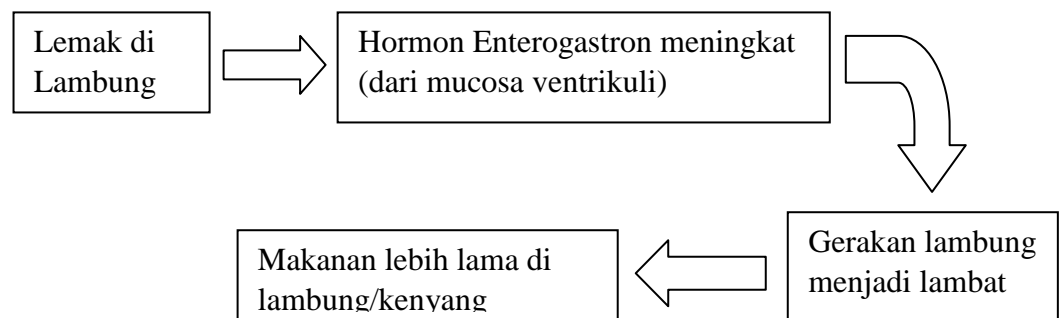 Lemak di
Lambung
Hormon Enterogastron meningkat
(dari mucosa ventrikuli)
Gerakan lambung
menjadi lambat
Makanan lebih lama di
lambung/kenyang